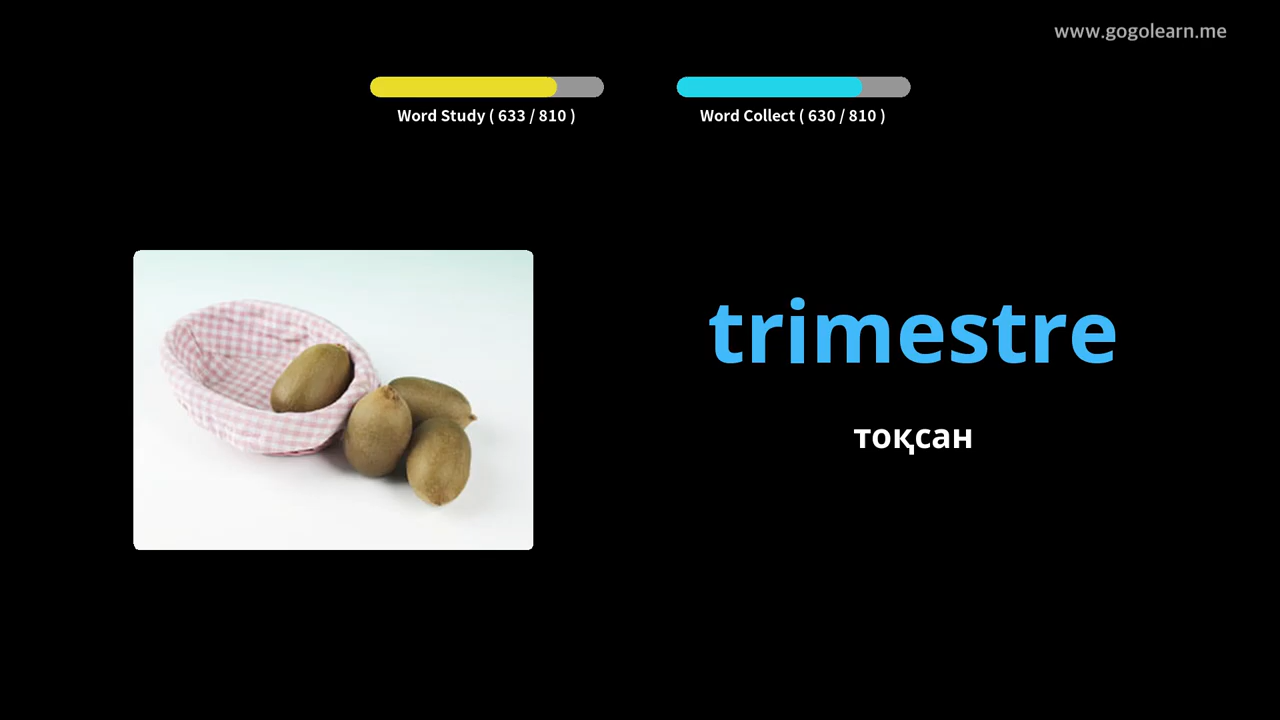 www.gogolearn.me
Word Study ( 633 / 810 )
Word Collect ( 630 / 810 )
trimestre
тоқсан